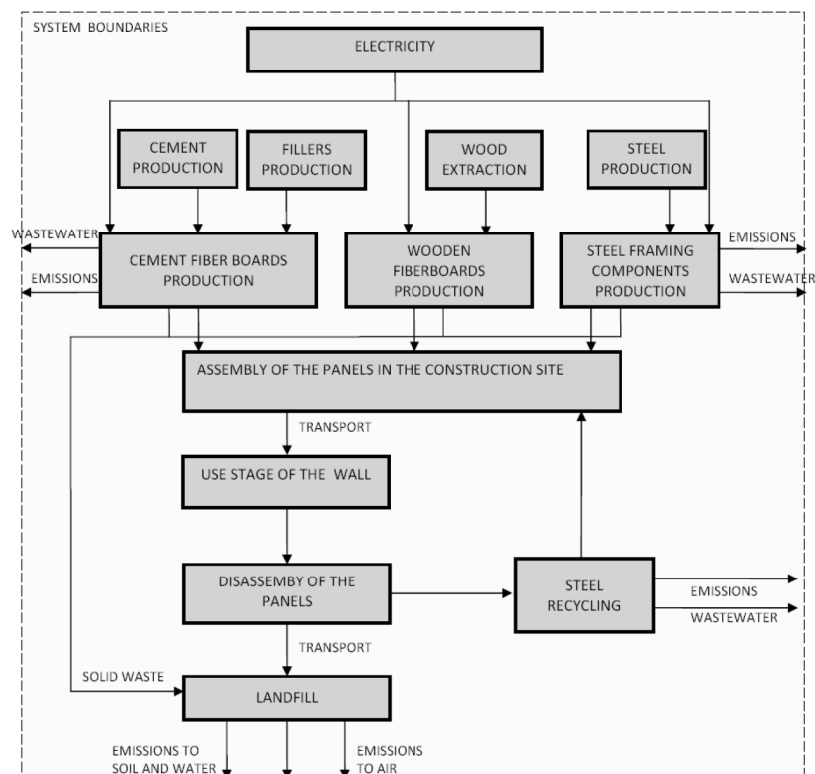 SYSTEM BOUNDARIES
ELECTRICITY
CEMENT
PRODUCTION
FILLERS
PRODUCTION
WOOD
EXTRACTION
STEEL
PRODUCTION
WASTEWATER
EMISSIONS
CEMENT FIBER BOARDS
PRODUCTION
WOODEN
FIBERBOARDS
PRODUCTION
STEEL FRAMING
COMPONENTS
PRODUCTION
EMISSIONS
WASTEWATER
ASSEMBLY OF THE PANELS IN THE CONSTRUCTION SITE
TRANSPORT
USE STAGE OF THE WALL
DISASSEMBY OF THE
PANELS
STEEL
RECYCLING
EMISSIONS
WASTEWATER
TRANSPORT
SOLID WASTE
LANDFILL
EMISSIONS TO
SOIL AND WATER
EMISSIONS
TO AIR